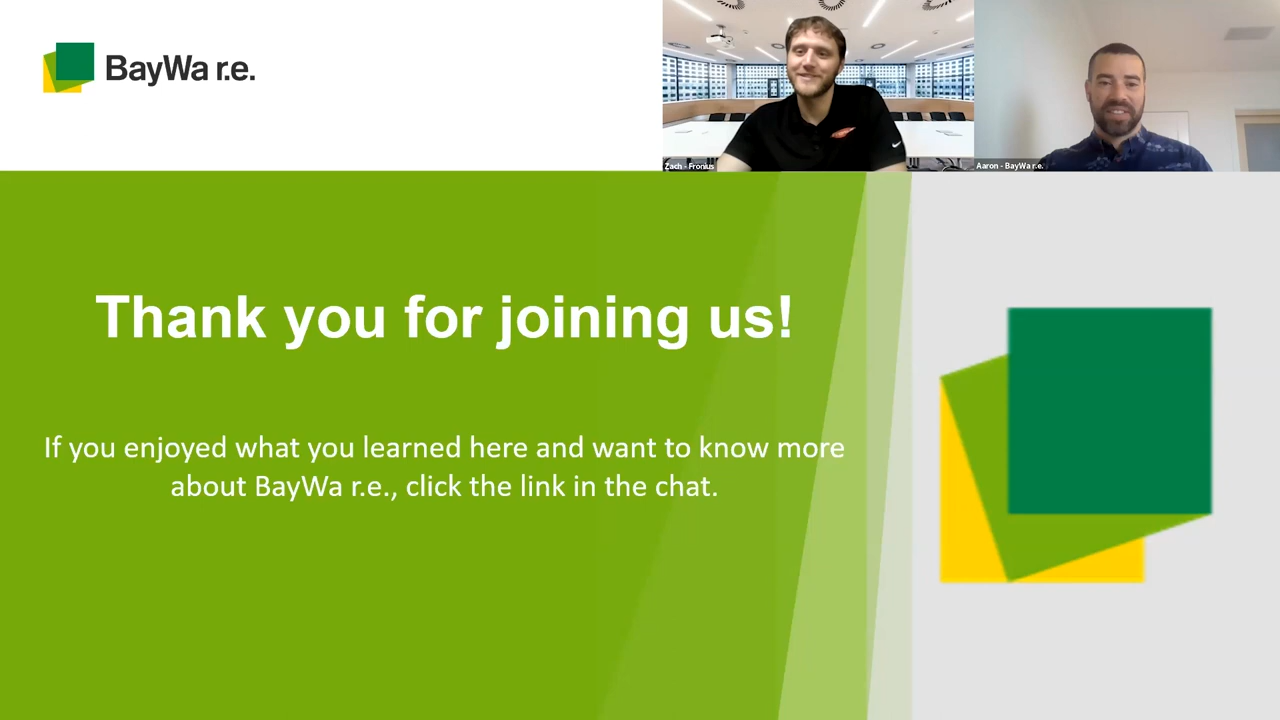 BayWa r.e.
Zach - Fronius
Aaron - BayWa r.e.
Thank you for joining us!
If you enjoyed what you learned here and want to know more
about BayWa r.e., click the link in the chat.